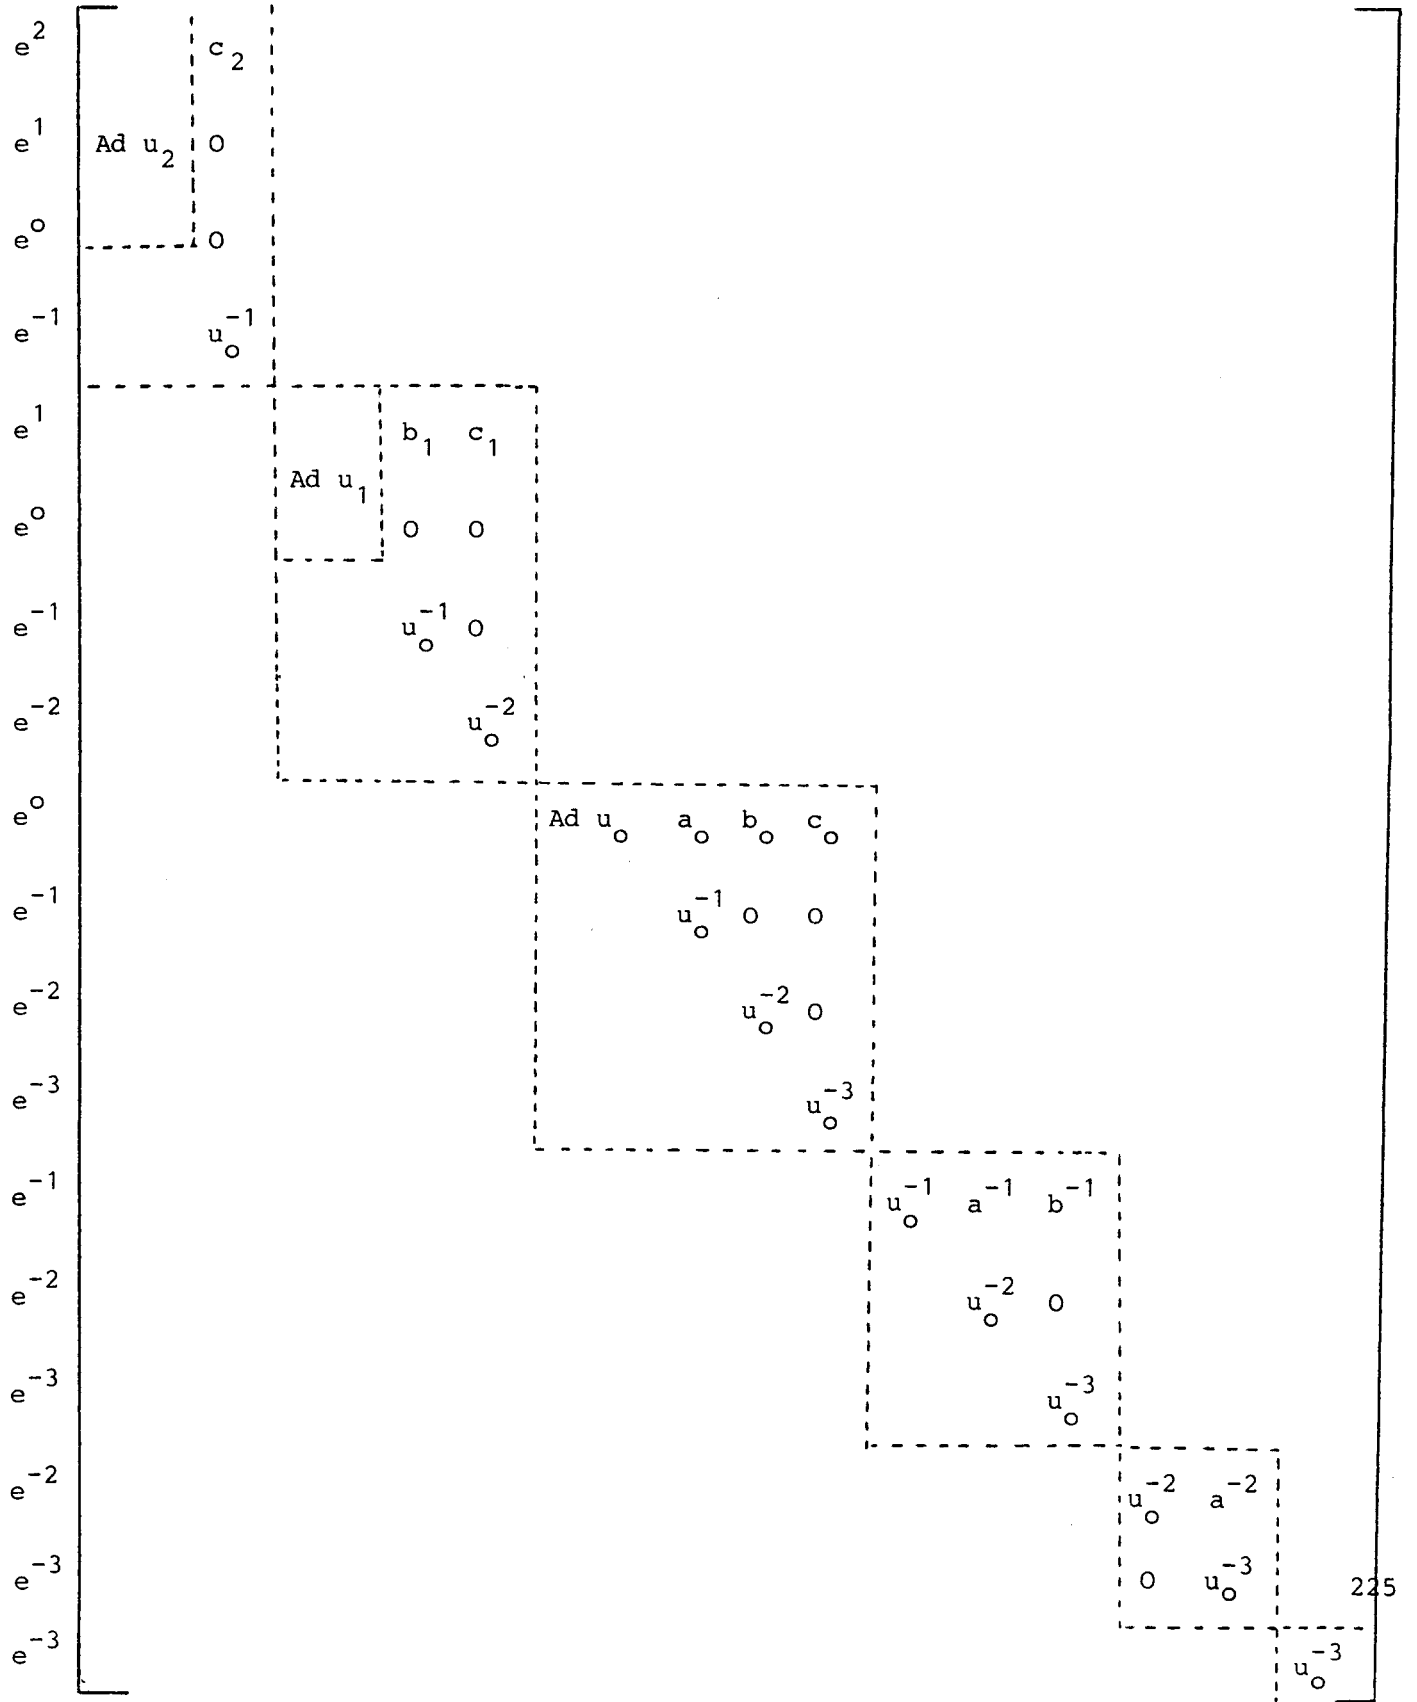 e^2 c_2
e^1 Ad u_2 0
e^o 0
e^-1 u_o^-1
e^1 b_1 c_1
Ad u_1
e^o 0 0
e^-1 u_o^-1 0
e^-2 u_o^-2
e^o Ad u_o a_o b_o c_o
e^-1 u_o^-1 0 0
e^-2 u_o^-2 0
e^-3 u_o^-3
e^-1 u_o^-1 a^-1 b^-1
e^-2 u_o^-2 0
e^-3 u_o^-3
e^-2 u_o^-2 a^-2
e^-3 0 u_o^-3 225
e^-3 u_o^-3